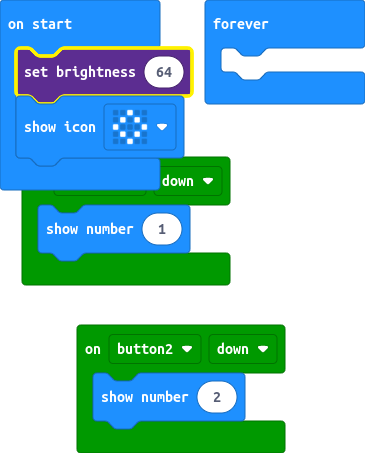 on start
forever
set brightness 64
show icon
down
show number 1
on button2 down
show number 2